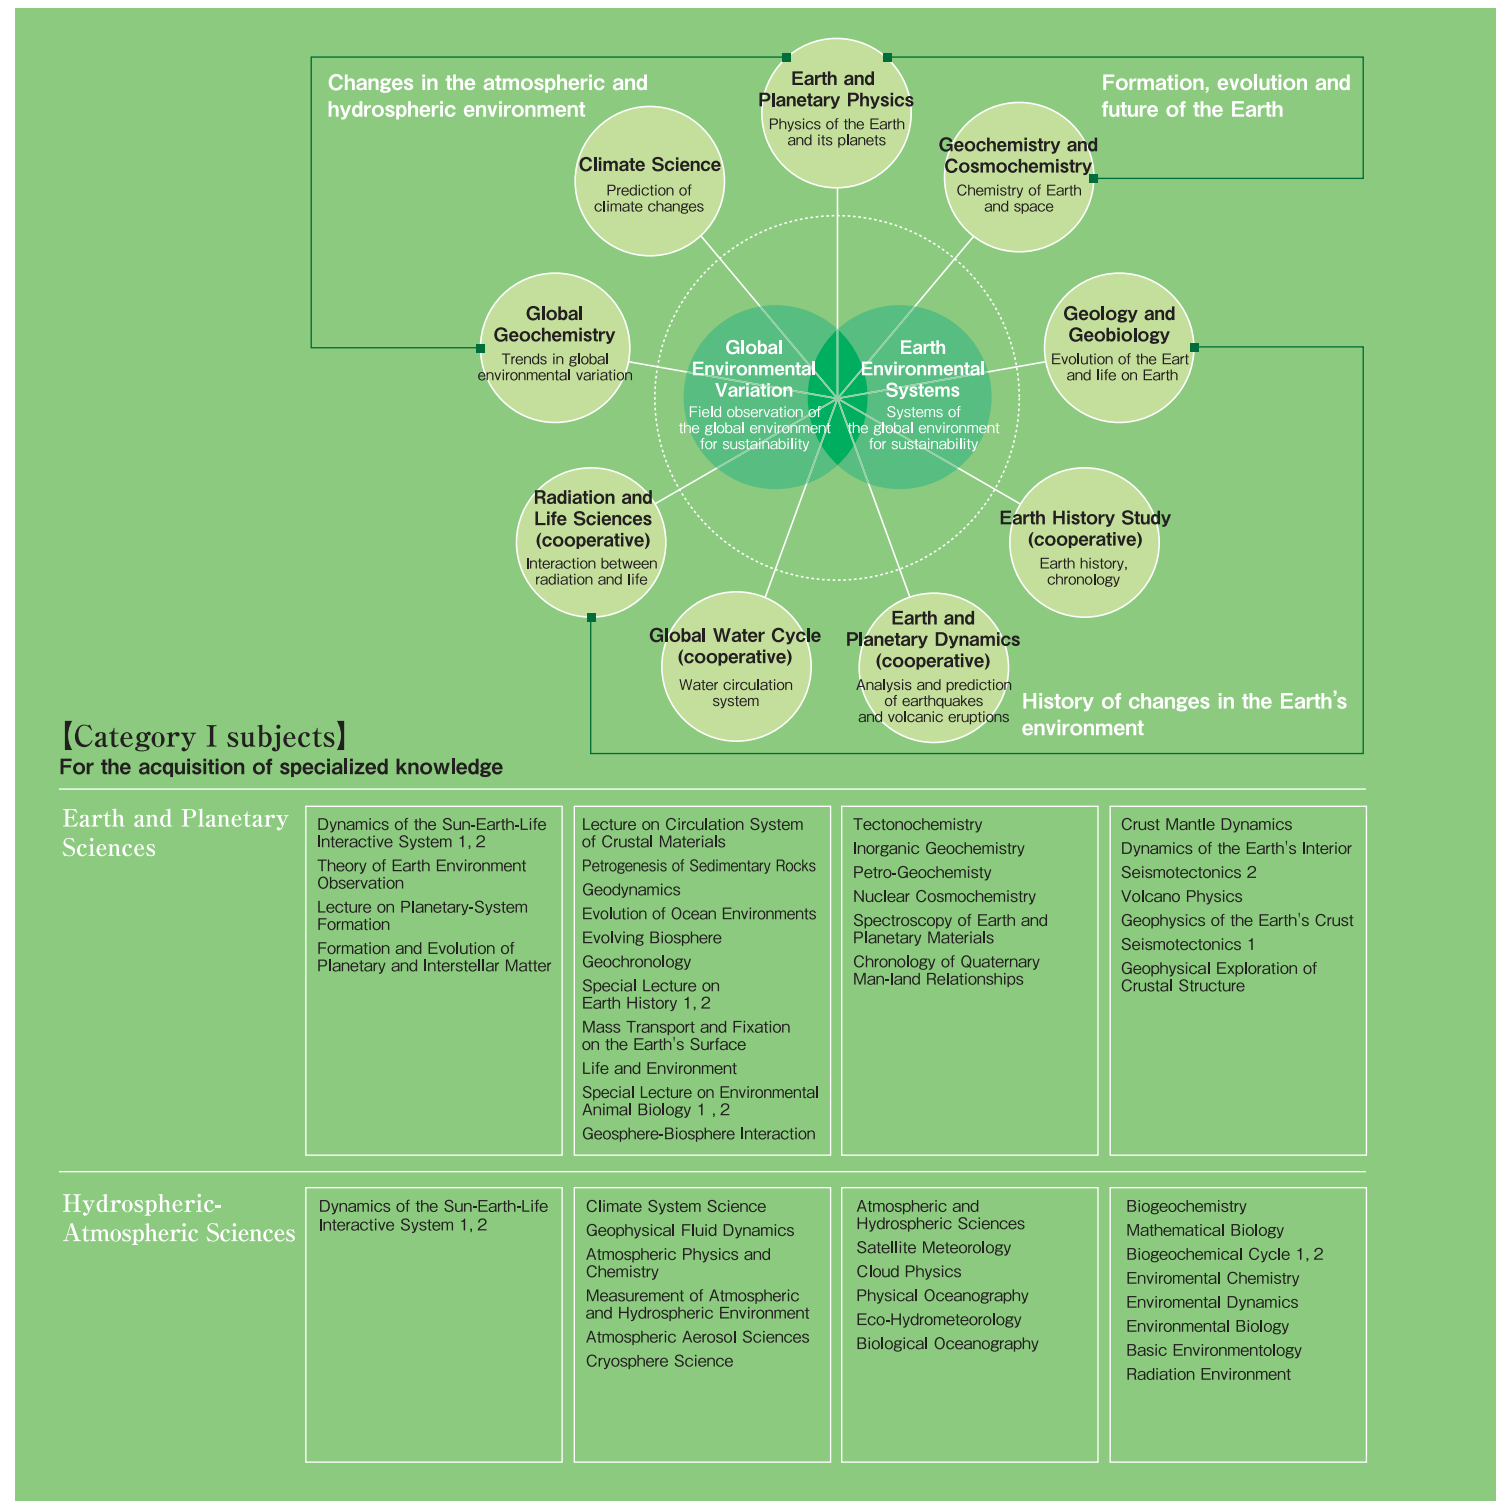 Changes in the atmospheric and
hydrospheric environment
Earth and
Planetary Physics
Physics of the Earth
and its planets
Formation, evolution and
future of the Earth
Climate Science
Prediction of
climate changes
Geochemistry and
Cosmochemistry
Chemistry of Earth
and space
Global
Geochemistry
Trends in global
environmental variation
Geology and
Geobiology
Evolution of the Eart
and life on Earth
Global
Environmental
Variation
Field observation of
the global environment
for sustainability
Earth
Environmental
Systems
Systems of
the global environment
for sustainability
Radiation and
Life Sciences
(cooperative)
Interaction between
radiation and life
Earth History Study
(cooperative)
Earth history,
chronology
Global Water Cycle
(cooperative)
Water circulation
system
Earth and
Planetary Dynamics
(cooperative)
Analysis and prediction
of earthquakes
and volcanic eruptions
History of changes in the Earth's
environment
【Category I subjects】
For the acquisition of specialized knowledge
Earth and Planetary
Sciences
Dynamics of the Sun-Earth-Life
Interactive System 1, 2
Theory of Earth Environment
Observation
Lecture on Planetary-System
Formation
Formation and Evolution of
Planetary and Interstellar Matter
Lecture on Circulation System
of Crustal Materials
Petrogenesis of Sedimentary Rocks
Geodynamics
Evolution of Ocean Environments
Evolving Biosphere
Geochronology
Special Lecture on
Earth History 1, 2
Mass Transport and Fixation
on the Earth's Surface
Life and Environment
Special Lecture on Environmental
Animal Biology 1 , 2
Geosphere-Biosphere Interaction
Tectonochemistry
Inorganic Geochemistry
Petro-Geochemisty
Nuclear Cosmochemistry
Spectroscopy of Earth and
Planetary Materials
Chronology of Quaternary
Man-land Relationships
Crust Mantle Dynamics
Dynamics of the Earth's Interior
Seismotectonics 2
Volcano Physics
Geophysics of the Earth's Crust
Seismotectonics 1
Geophysical Exploration of
Crustal Structure
Hydrospheric-
Atmospheric Sciences
Dynamics of the Sun-Earth-Life
Interactive System 1, 2
Climate System Science
Geophysical Fluid Dynamics
Atmospheric Physics and
Chemistry
Measurement of Atmospheric
and Hydrospheric Environment
Atmospheric Aerosol Sciences
Cryosphere Science
Atmospheric and
Hydrospheric Sciences
Satellite Meteorology
Cloud Physics
Physical Oceanography
Eco-Hydrometeorology
Biological Oceanography
Biogeochemistry
Mathematical Biology
Biogeochemical Cycle 1, 2
Enviromental Chemistry
Enviromental Dynamics
Environmental Biology
Basic Environmentology
Radiation Environment